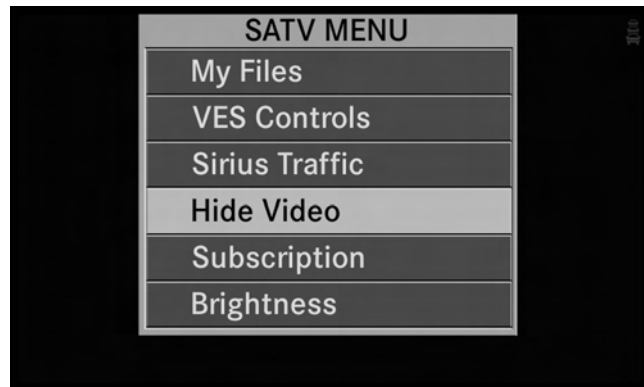 SATV MENU
My Files
VES Controls
Sirius Traffic
Hide Video
Subscription
Brightness